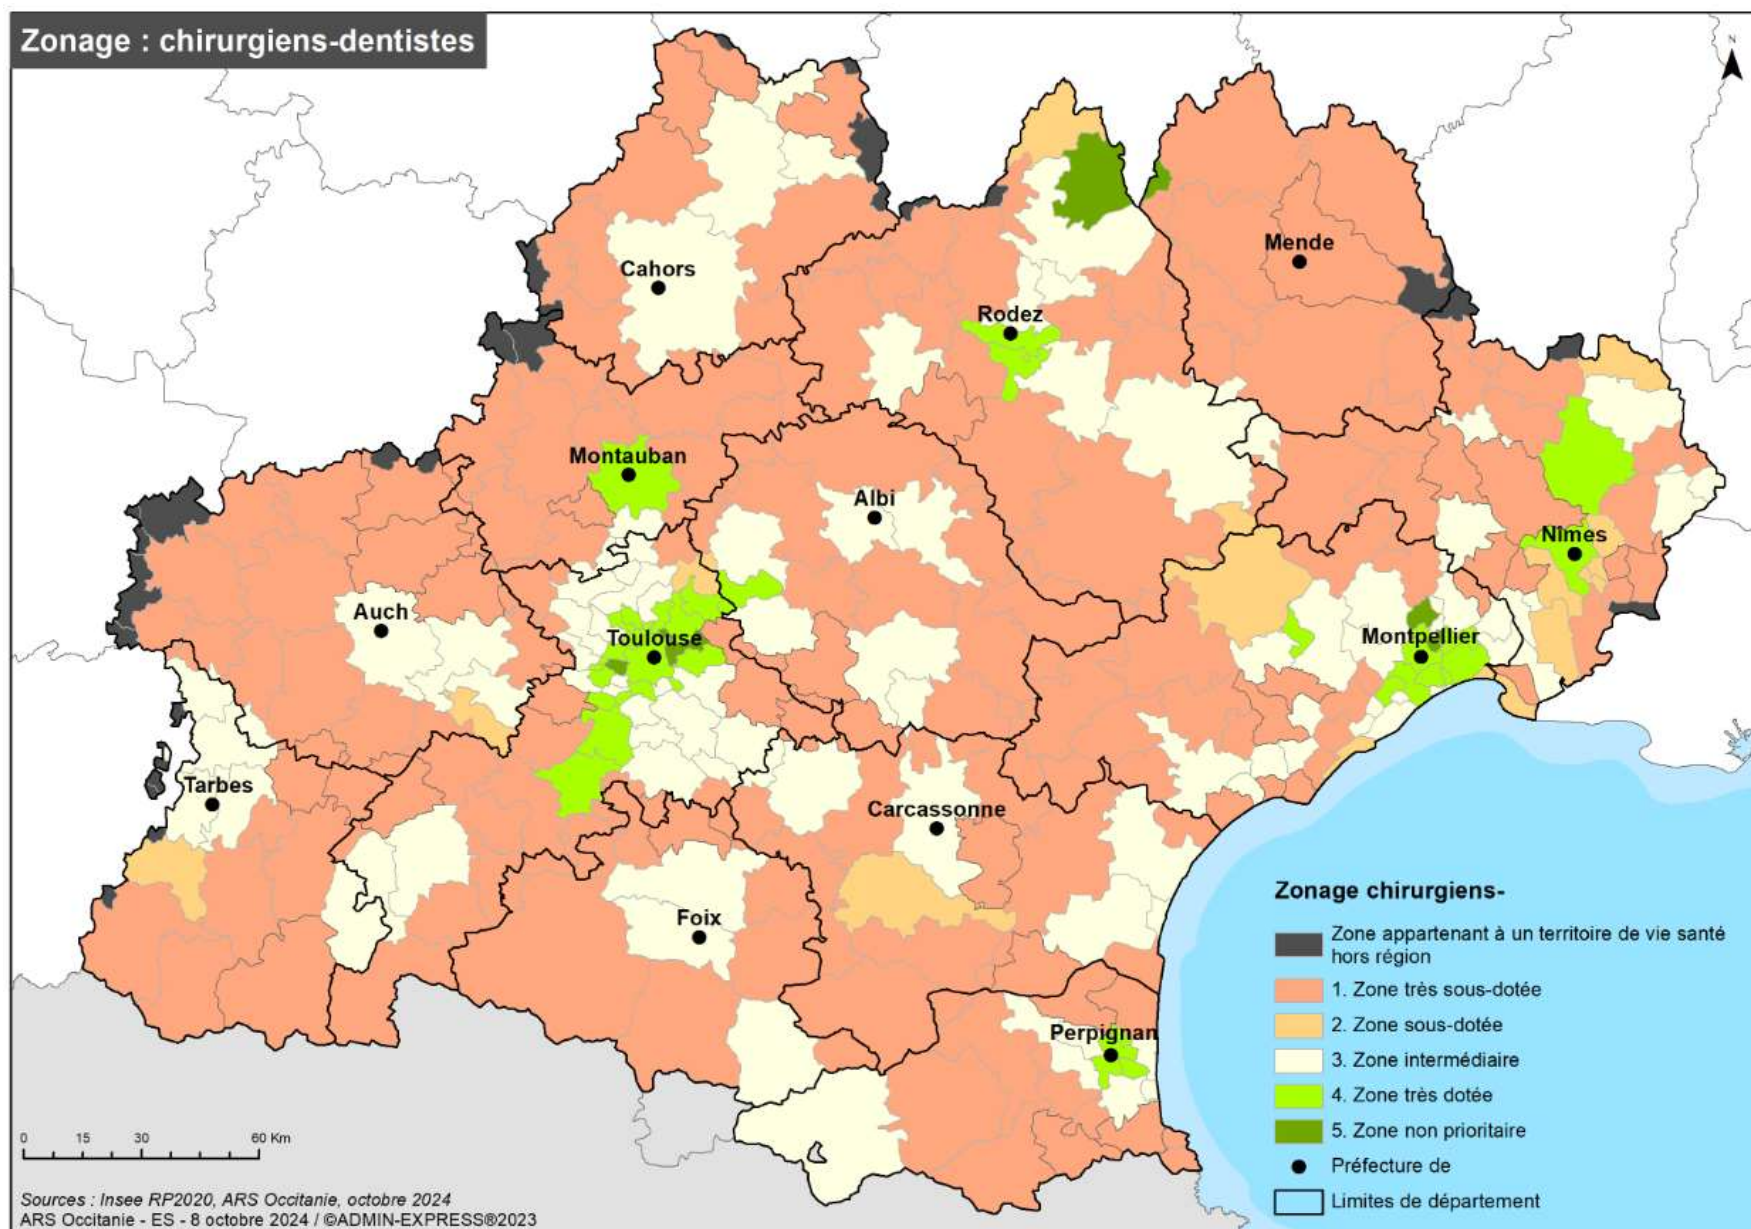 Zonage : chirurgiens-dentistes
N
Mende
Cahors
Rodez
Montauban
Albi
Nîmes
Auch
Toulouse
Montpellier
Tarbes
Carcassonne
Foix
Perpignan
Zonage chirurgiens-
Zone appartenant à un territoire de vie santé
hors région
1. Zone très sous-dotée
2. Zone sous-dotée
3. Zone intermédiaire
4. Zone très dotée
5. Zone non prioritaire
Préfecture de
Limites de département
0 15 30 60 Km
Sources : Insee RP2020, ARS Occitanie, octobre 2024
ARS Occitanie - ES - 8 octobre 2024 / ©ADMIN-EXPRESS®2023